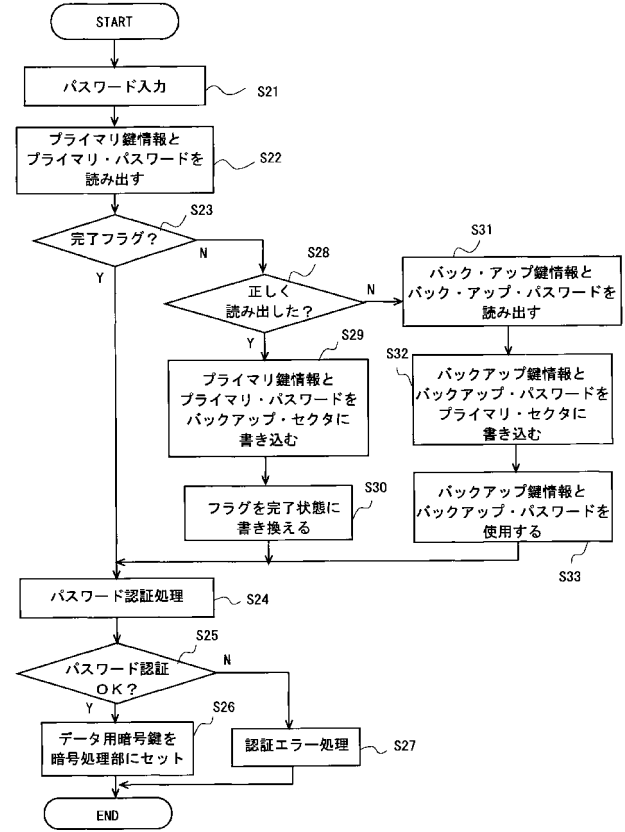 START
パスワード入力
S21
プライマリ鍵情報と
プライマリ・パスワードを
読み出す
S22
完了フラグ?
S23
Y
N
正しく
読み出した?
S28
Y
N
バック・アップ鍵情報と
バック・アップ・パスワードを
読み出す
S31
プライマリ鍵情報と
プライマリ・パスワードを
バックアップ・セクタに
書き込む
S29
バックアップ鍵情報と
バックアップ・パスワードを
プライマリ・セクタに
書き込む
S32
フラグを完了状態に
書き換える
S30
バックアップ鍵情報と
バックアップ・パスワードを
使用する
S33
パスワード認証処理
S24
パスワード認証
OK?
S25
Y
N
データ用暗号鍵を
暗号処理部にセット
S26
認証エラー処理
S27
END